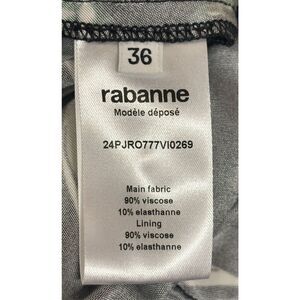 36
rabanne
Modèle déposé
24PJRO777VI0269
Main fabric
90% viscose
10% elasthanne
Lining
90% viscose
10% elasthanne